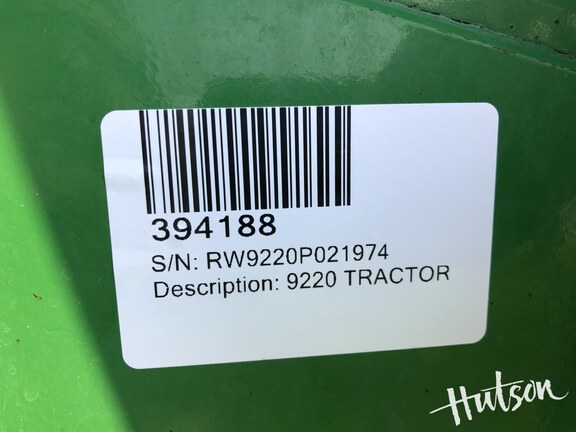 394188
S/N: RW9220P021974
Description: 9220 TRACTOR
Hutson